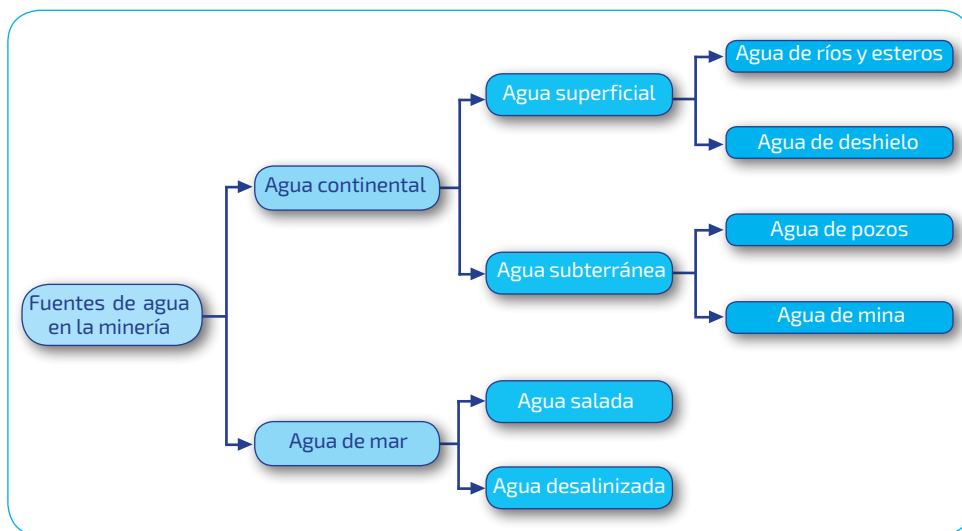 Fuentes de agua
en la minería
Agua continental
Agua de mar
Agua superficial
Agua subterránea
Agua salada
Agua desalinizada
Agua de ríos y esteros
Agua de deshielo
Agua de pozos
Agua de mina